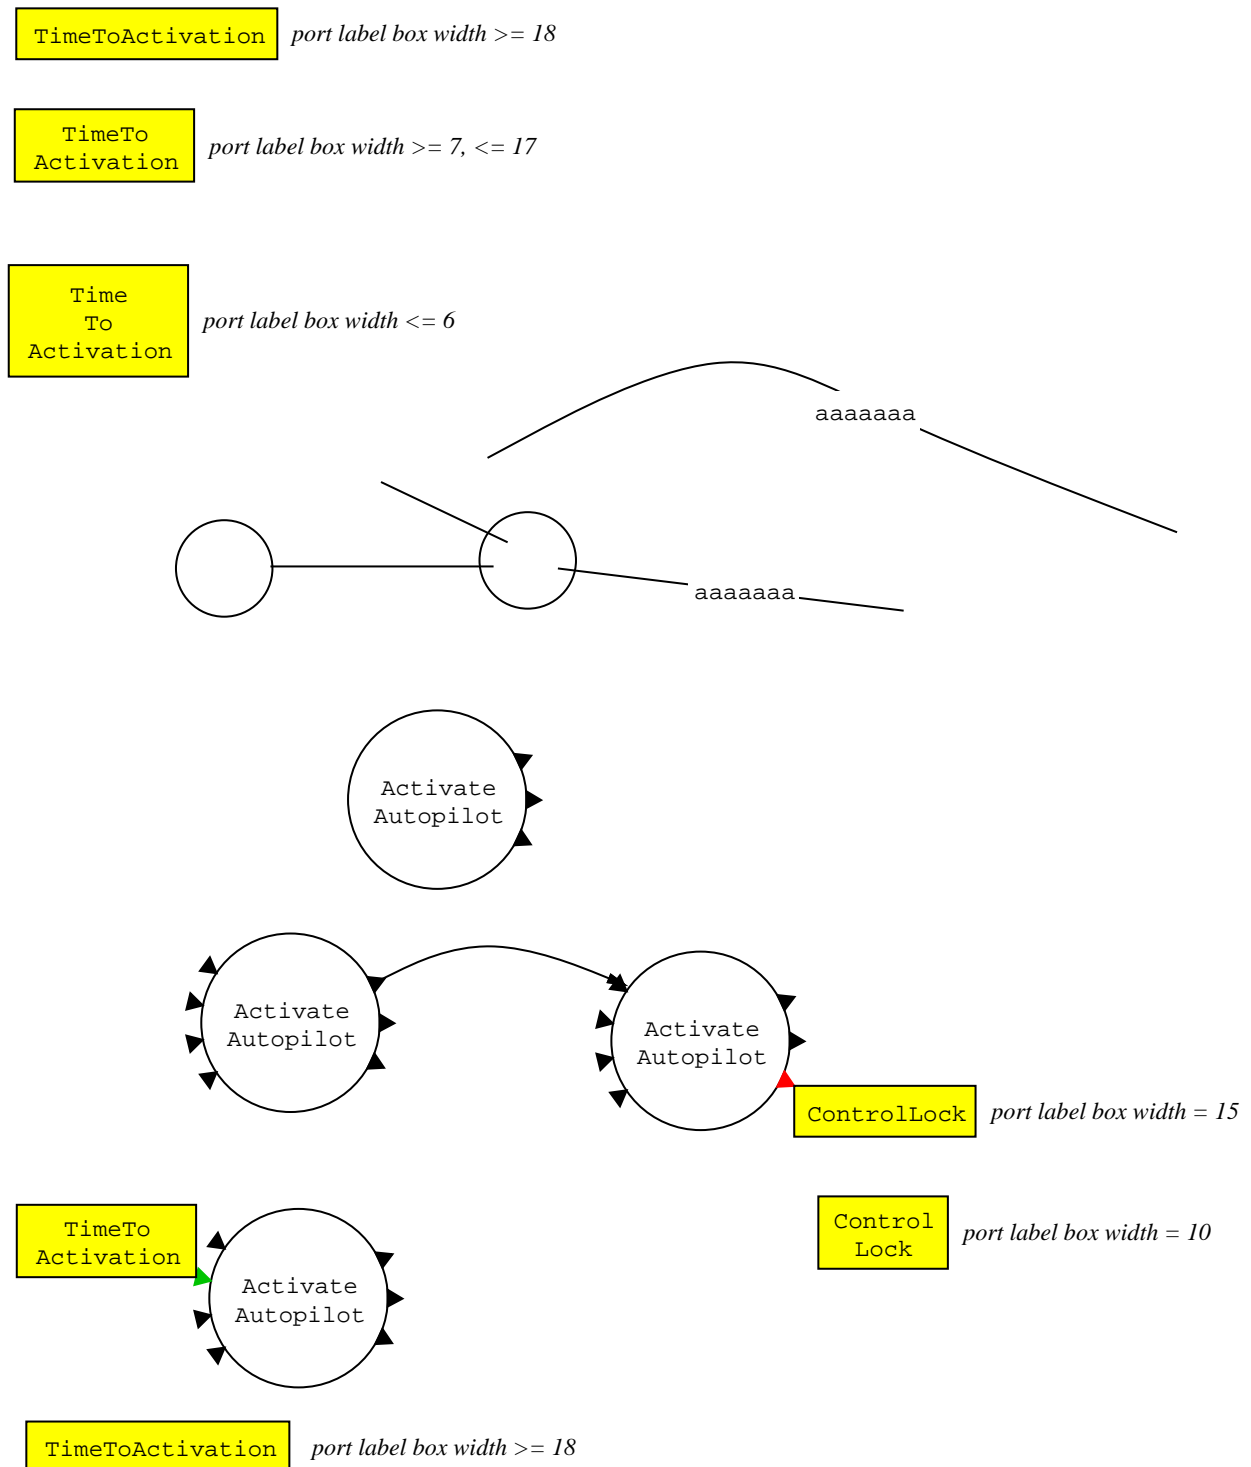 TimeToActivation port label box width >= 18
TimeTo
Activation
port label box width >= 7, <= 17
Time
To
Activation
port label box width <= 6
aaaaaaa
aaaaaaa
Activate
Autopilot
Activate
Autopilot
Activate
Autopilot
ControlLock port label box width = 15
TimeTo
Activation
Control
Lock
port label box width = 10
Activate
Autopilot
TimeToActivation port label box width >= 18